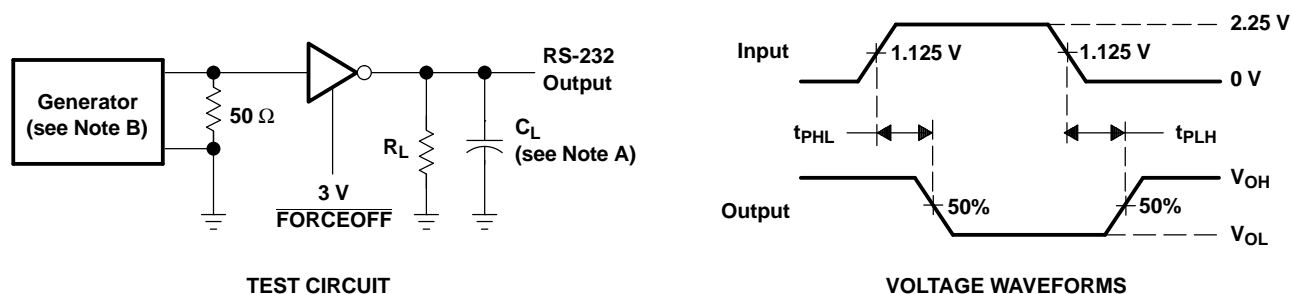 Generator
(see Note B)
50 Ω
3 V
FORCEOFF
R_L
C_L
(see Note A)
RS-232
Output
TEST CIRCUIT
Input
1.125 V
1.125 V
2.25 V
0 V
t_PHL
t_PLH
Output
50%
50%
V_OH
V_OL
VOLTAGE WAVEFORMS